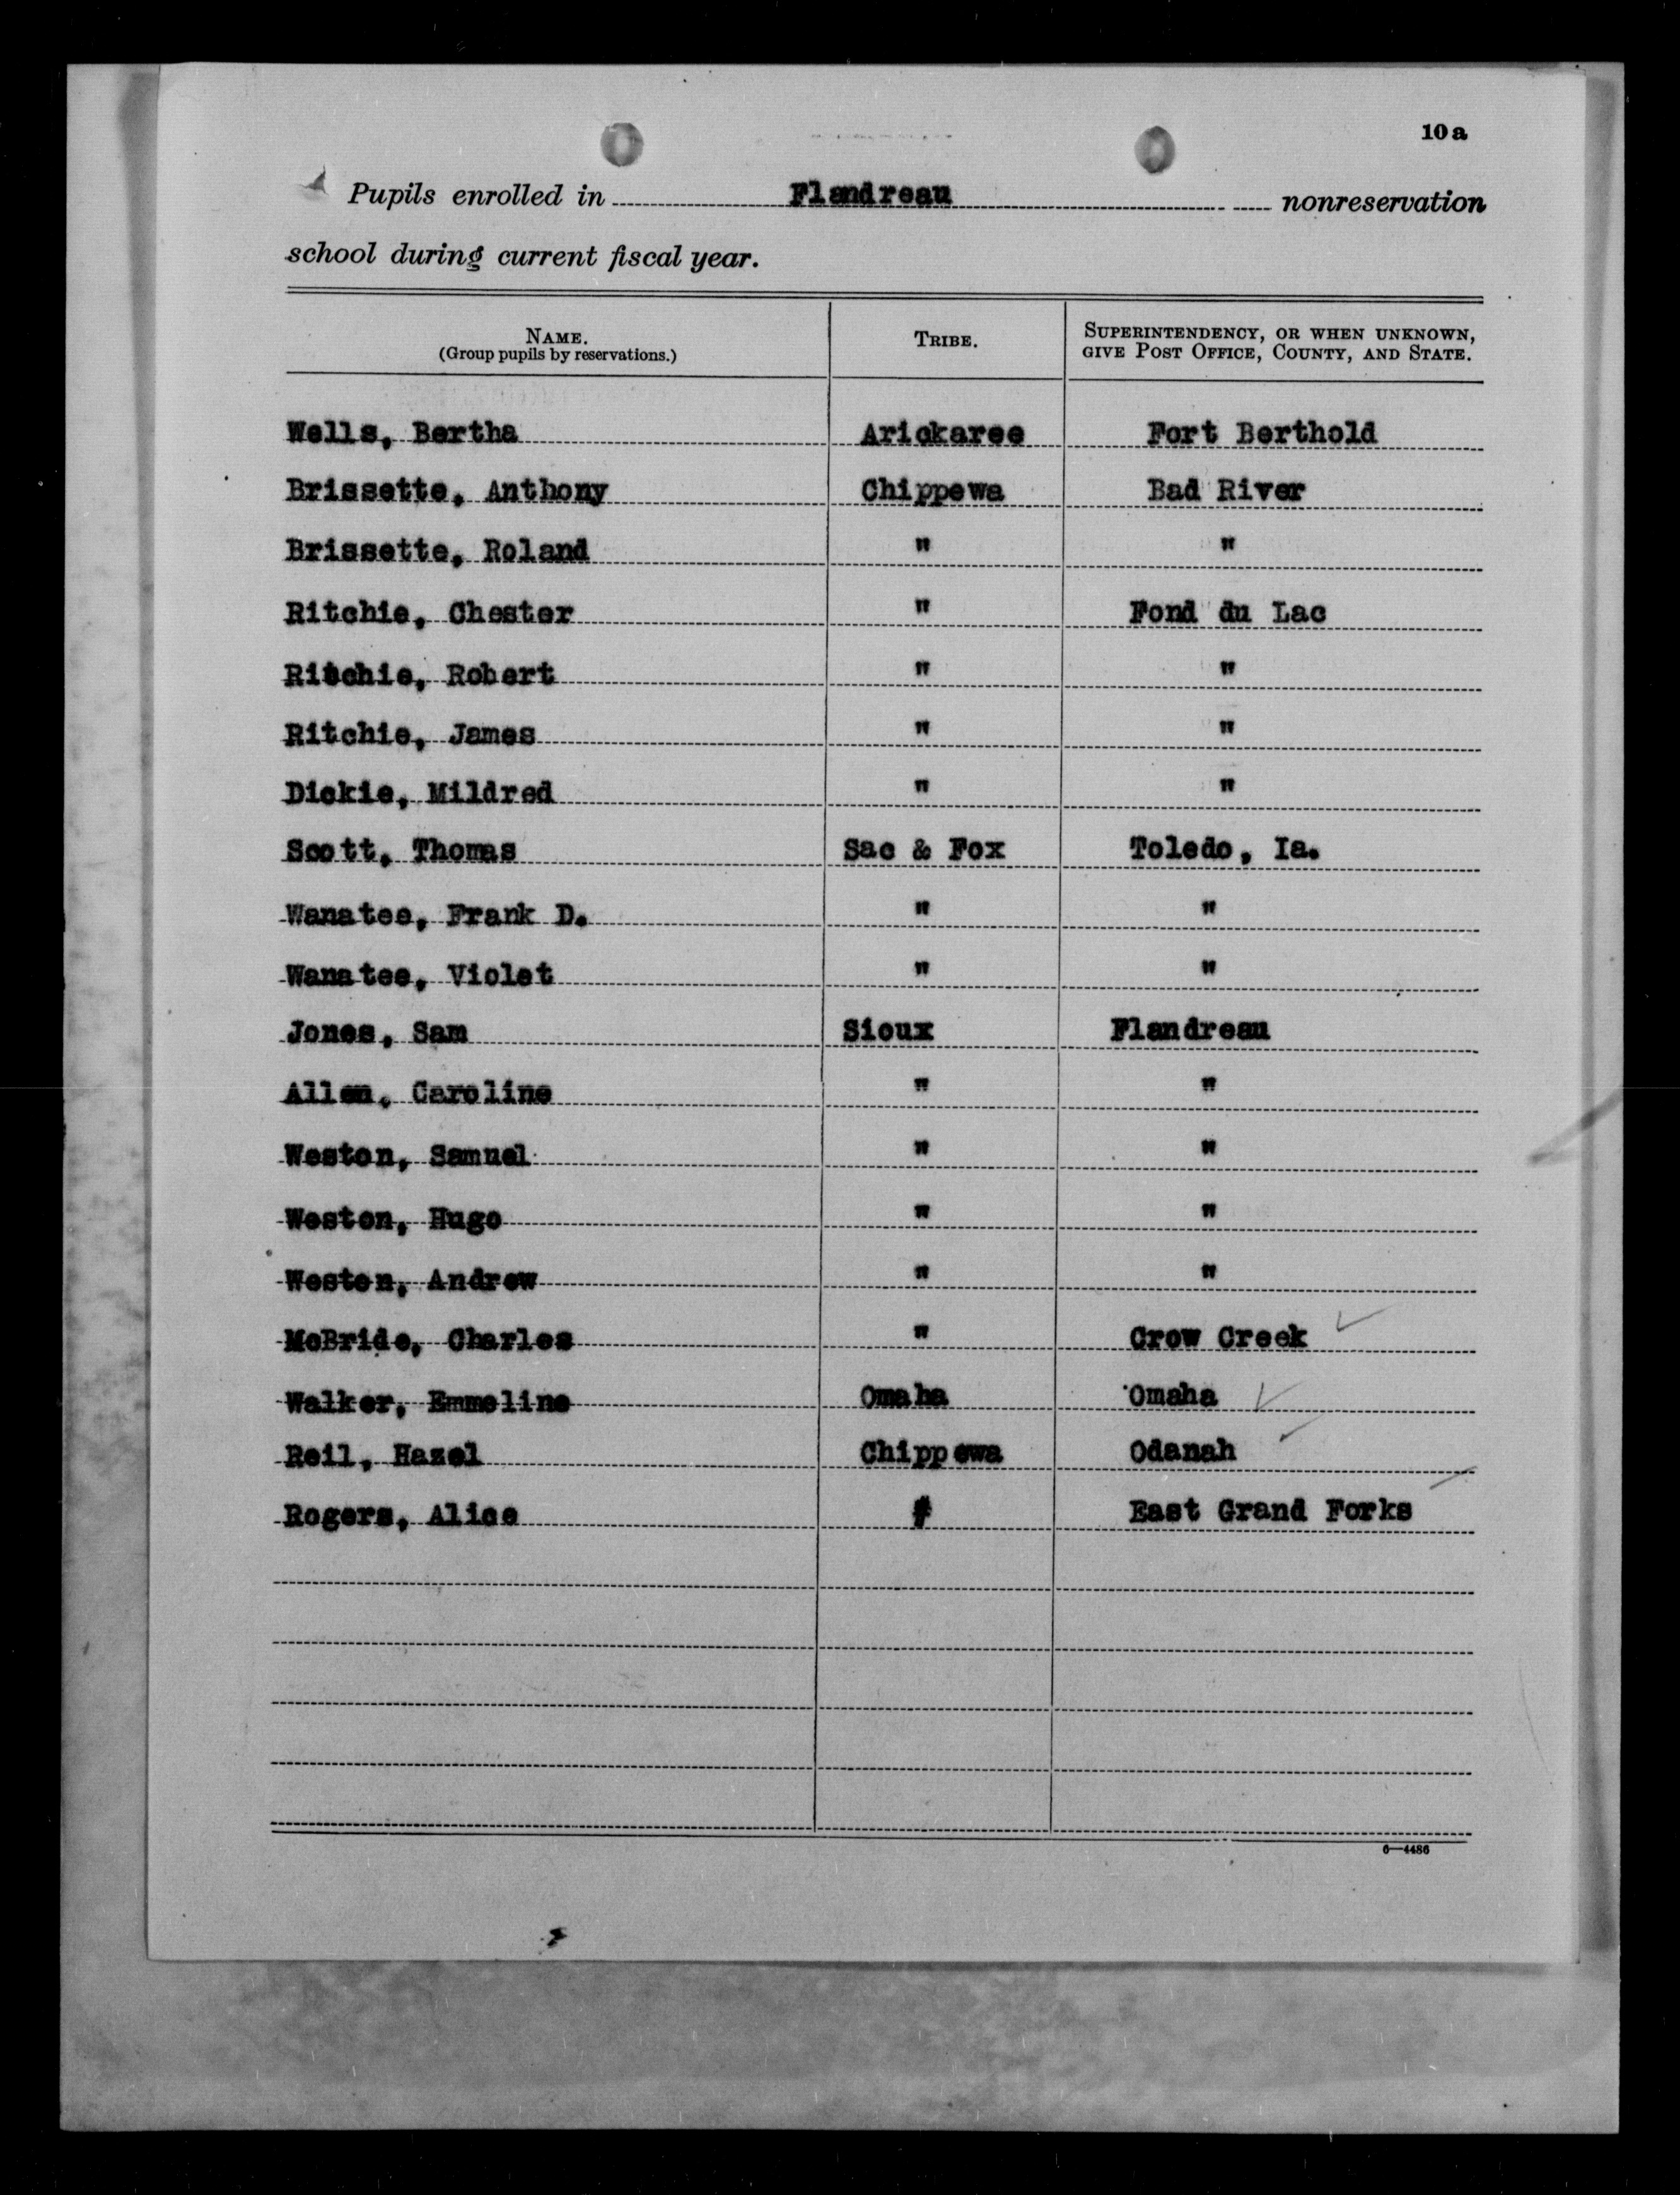 10a
Pupils enrolled in Flandreau nonreservation
school during current fiscal year.
NAME. TRIBE. SUPERINTENDENCY, OR WHEN UNKNOWN,
(Group pupils by reservations.) GIVE POST OFFICE, COUNTY, AND STATE.
Wells, Bertha Arickaree Fort Berthold
Brissette, Anthony Chippewa Bad River
Brissette, Roland " "
Ritchie, Chester " Fond du Lac
Ritchie, Robert " "
Ritchie, James " "
Dickie, Mildred " "
Scott, Thomas Sac & Fox Toledo, Ia.
Wanatee, Frank D. " "
Wanatee, Violet " "
Jones, Sam Sioux Flandreau
Allen, Caroline " "
Weston, Samuel " "
Weston, Hugo " "
Weston, Andrew " "
McBride, Charles " Crow Creek ✓
Walker, Emmeline Omaha Omaha ✓
Reil, Hazel Chippewa Odanah ✓
Rogers, Alice " East Grand Forks ✓
6—4486